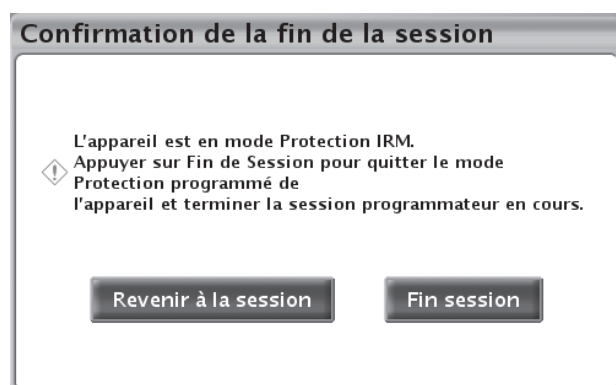 Confirmation de la fin de la session
L'appareil est en mode Protection IRM.
Appuyer sur Fin de Session pour quitter le mode
Protection programmé de
l'appareil et terminer la session programmateur en cours.
Revenir à la session
Fin session